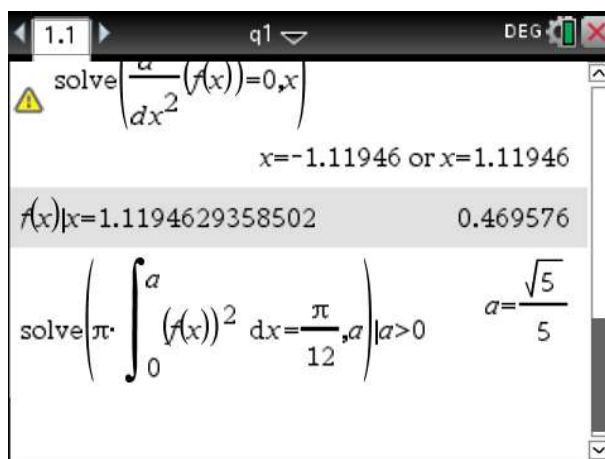 1.1 q1 DEG
solve(d²/dx²(f(x))=0,x)
x=-1.11946 or x=1.11946
f(x)|x=1.1194629358502 0.469576
solve(π·∫₀ᵃ(f(x))² dx=π/12,a)|a>0 a=√5/5